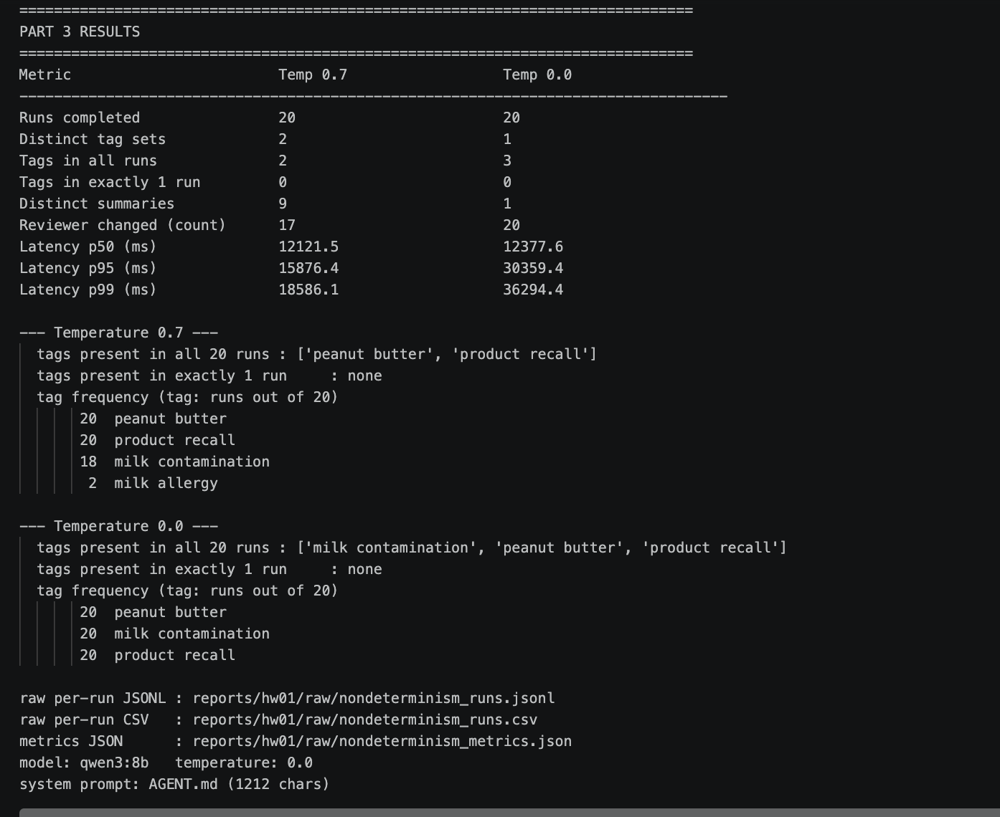 ==============================================================================
PART 3 RESULTS
==============================================================================
Metric                        Temp 0.7                  Temp 0.0
----------------------------------------------------------------------------------
Runs completed                20                        20
Distinct tag sets             2                         1
Tags in all runs              2                         3
Tags in exactly 1 run         0                         0
Distinct summaries            9                         1
Reviewer changed (count)      17                        20
Latency p50 (ms)              12121.5                   12377.6
Latency p95 (ms)              15876.4                   30359.4
Latency p99 (ms)              18586.1                   36294.4
--- Temperature 0.7 ---
  tags present in all 20 runs : ['peanut butter', 'product recall']
  tags present in exactly 1 run     : none
  tag frequency (tag: runs out of 20)
       20  peanut butter
       20  product recall
       18  milk contamination
        2  milk allergy
--- Temperature 0.0 ---
  tags present in all 20 runs : ['milk contamination', 'peanut butter', 'product recall']
  tags present in exactly 1 run     : none
  tag frequency (tag: runs out of 20)
       20  peanut butter
       20  milk contamination
       20  product recall
raw per-run JSONL : reports/hw01/raw/nondeterminism_runs.jsonl
raw per-run CSV   : reports/hw01/raw/nondeterminism_runs.csv
metrics JSON      : reports/hw01/raw/nondeterminism_metrics.json
model: qwen3:8b   temperature: 0.0
system prompt: AGENT.md (1212 chars)